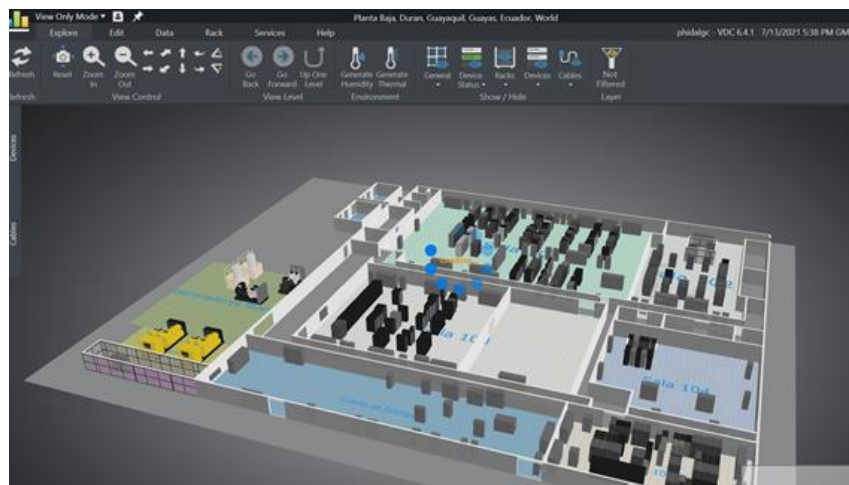 View Only Mode
Planta Baja, Duran, Guayaquil, Guayas, Ecuador, World
Explore Edit Data Rack Services Help
phidalgc - VDC 6.4.1 7/13/2021 5:38 PM GM
Refresh Reset Zoom In Zoom Out Go Back Go Forward Up One Level Generate Humidity Generate Thermal General Device Status Racks Devices Cables Not Filtered
Refresh View Control View Level Environment Show / Hide Layer
Devices
Cables
Sala 104